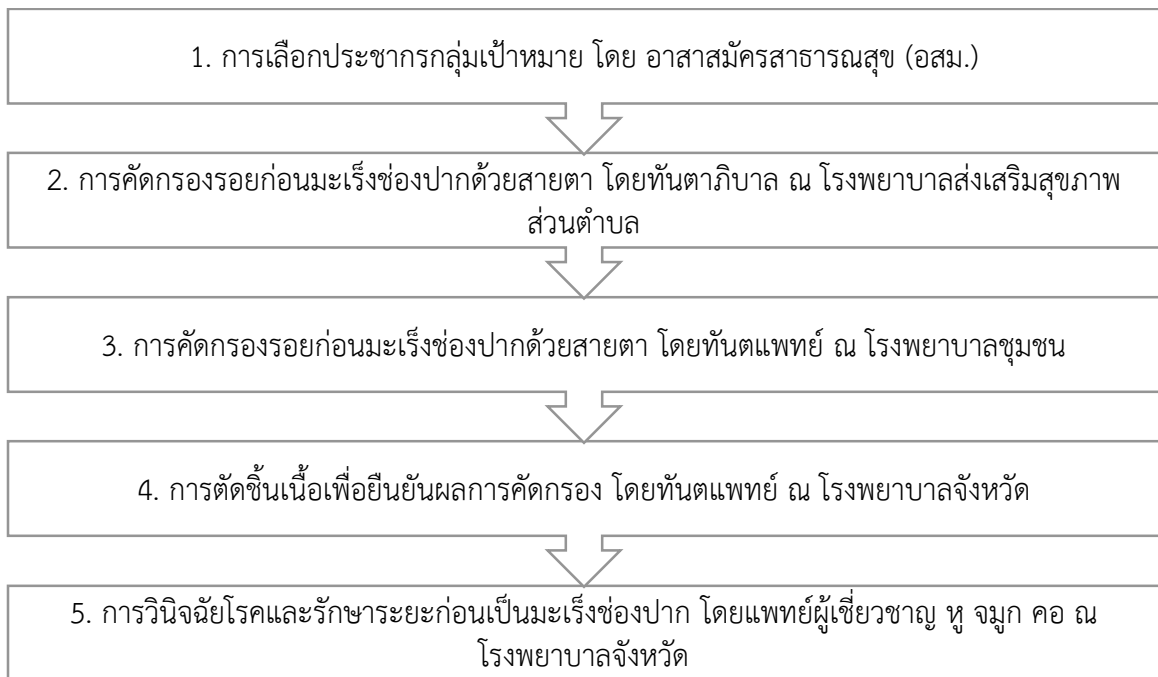 1. การเลือกประชากรกลุ่มเป้าหมาย โดย อาสาสมัครสาธารณสุข (อสม.)
2. การคัดกรองรอยก่อนมะเร็งช่องปากด้วยสายตา โดยทันตาภิบาล ณ โรงพยาบาลส่งเสริมสุขภาพ
ส่วนตำบล
3. การคัดกรองรอยก่อนมะเร็งช่องปากด้วยสายตา โดยทันตแพทย์ ณ โรงพยาบาลชุมชน
4. การตัดชิ้นเนื้อเพื่อยืนยันผลการคัดกรอง โดยทันตแพทย์ ณ โรงพยาบาลจังหวัด
5. การวินิจฉัยโรคและรักษาระยะก่อนเป็นมะเร็งช่องปาก โดยแพทย์ผู้เชี่ยวชาญ หู จมูก คอ ณ
โรงพยาบาลจังหวัด